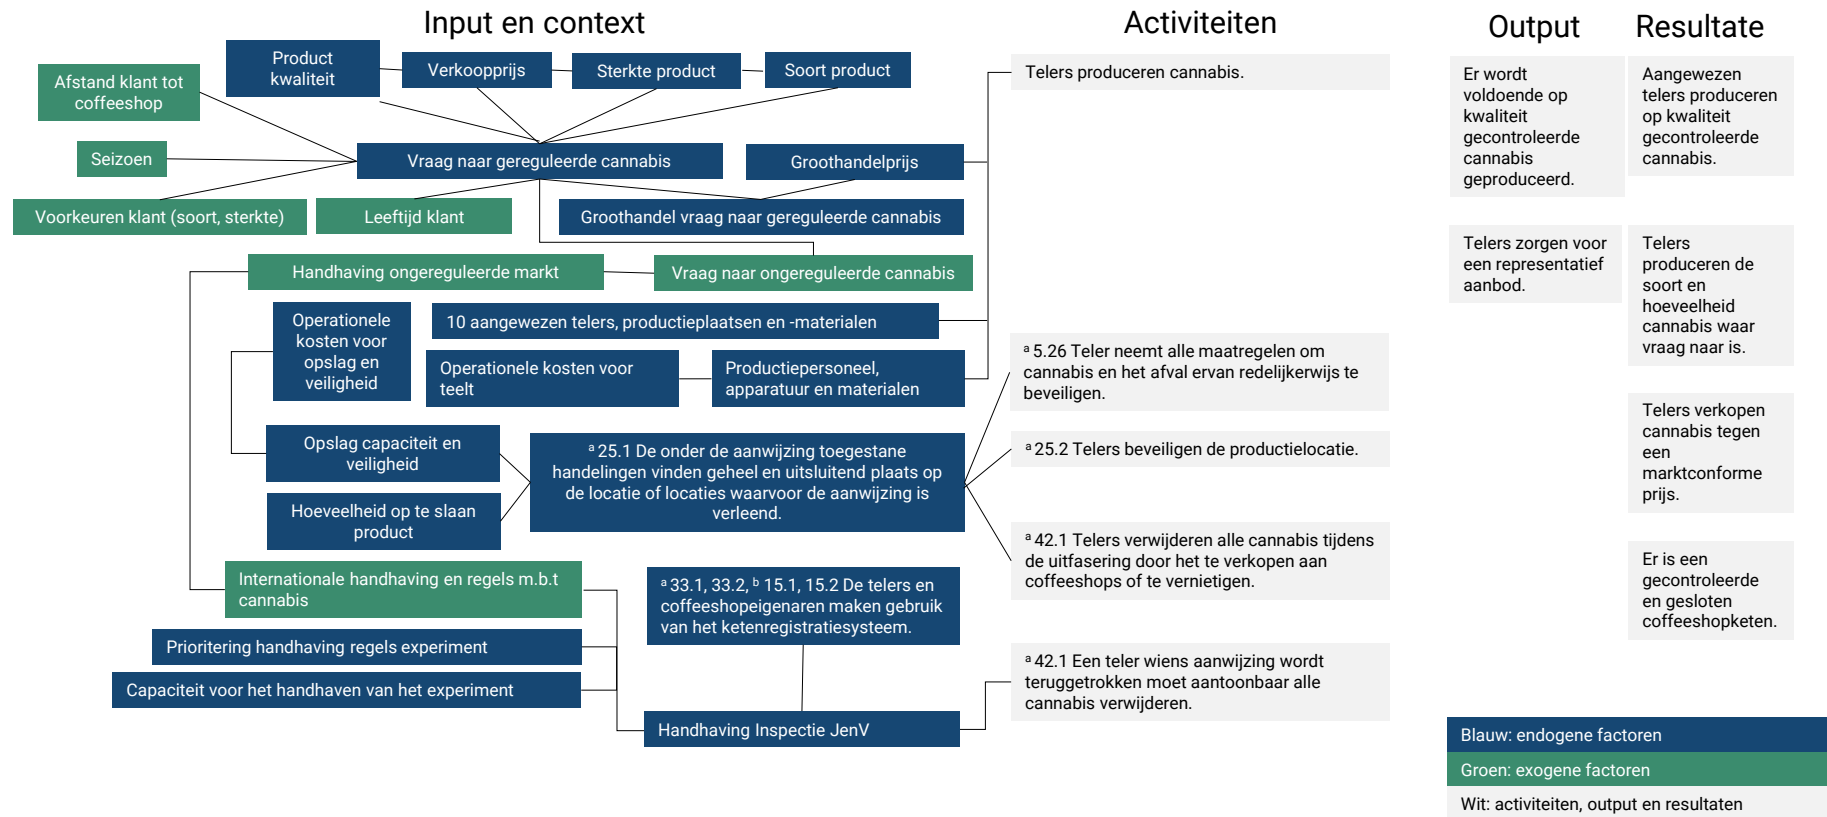 Input en context
Activiteiten
Output
Resultate
Product
kwaliteit
Verkoopprijs
Sterkte product
Soort product
Afstand klant tot
coffeeshop
Seizoen
Vraag naar gereguleerde cannabis
Groothandelprijs
Voorkeuren klant (soort, sterkte)
Leeftijd klant
Groothandel vraag naar gereguleerde cannabis
Handhaving ongereguleerde markt
Vraag naar ongereguleerde cannabis
Operationele
kosten voor
opslag en
veiligheid
10 aangewezen telers, productieplaatsen en -materialen
Operationele kosten voor
teelt
Productiepersoneel,
apparatuur en materialen
Opslag capaciteit en
veiligheid
Hoeveelheid op te slaan
product
ᵃ 25.1 De onder de aanwijzing toegestane
handelingen vinden geheel en uitsluitend plaats op
de locatie of locaties waarvoor de aanwijzing is
verleend.
Internationale handhaving en regels m.b.t
cannabis
Prioritering handhaving regels experiment
Capaciteit voor het handhaven van het experiment
ᵃ 33.1, 33.2, ᵇ 15.1, 15.2 De telers en
coffeeshopeigenaren maken gebruik
van het ketenregistratiesysteem.
Handhaving Inspectie JenV
Telers produceren cannabis.
ᵃ 5.26 Teler neemt alle maatregelen om
cannabis en het afval ervan redelijkerwijs te
beveiligen.
ᵃ 25.2 Telers beveiligen de productielocatie.
ᵃ 42.1 Telers verwijderen alle cannabis tijdens
de uitfasering door het te verkopen aan
coffeeshops of te vernietigen.
ᵃ 42.1 Een teler wiens aanwijzing wordt
teruggetrokken moet aantoonbaar alle
cannabis verwijderen.
Er wordt
voldoende op
kwaliteit
gecontroleerde
cannabis
geproduceerd.
Telers zorgen voor
een representatief
aanbod.
Aangewezen
telers produceren
op kwaliteit
gecontroleerde
cannabis.
Telers
produceren de
soort en
hoeveelheid
cannabis waar
vraag naar is.
Telers verkopen
cannabis tegen
een
marktconforme
prijs.
Er is een
gecontroleerde
en gesloten
coffeeshopketen.
Blauw: endogene factoren
Groen: exogene factoren
Wit: activiteiten, output en resultaten